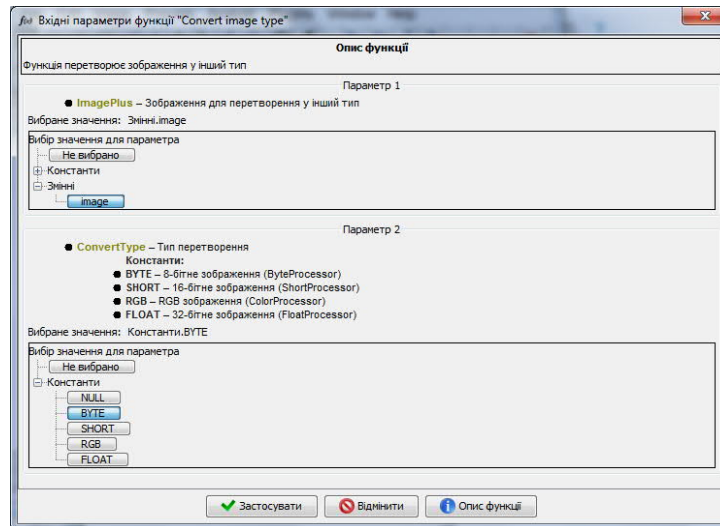 f(x) Вхідні параметри функції "Convert image type"
Опис функції
Функція перетворює зображення у інший тип
Параметр 1
ImagePlus – Зображення для перетворення у інший тип
Вибране значення: Змінні.image
Вибір значення для параметра
Не вибрано
Константи
Змінні
image
Параметр 2
ConvertType – Тип перетворення
Константи:
BYTE – 8-бітне зображення (ByteProcessor)
SHORT – 16-бітне зображення (ShortProcessor)
RGB – RGB зображення (ColorProcessor)
FLOAT – 32-бітне зображення (FloatProcessor)
Вибране значення: Константи.BYTE
Вибір значення для параметра
Не вибрано
Константи
NULL
BYTE
SHORT
RGB
FLOAT
Застосувати Відмінити Опис функції